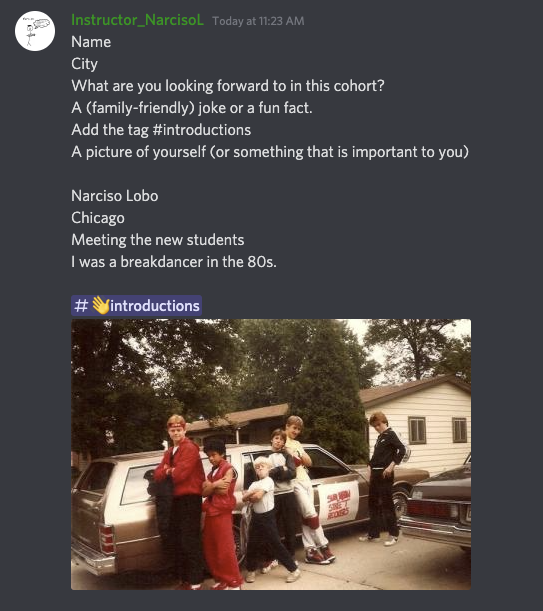 Instructor_NarcisoL Today at 11:23 AM
Name
City
What are you looking forward to in this cohort?
A (family-friendly) joke or a fun fact.
Add the tag #introductions
A picture of yourself (or something that is important to you)
Narciso Lobo
Chicago
Meeting the new students
I was a breakdancer in the 80s.
# 👋introductions
STREET